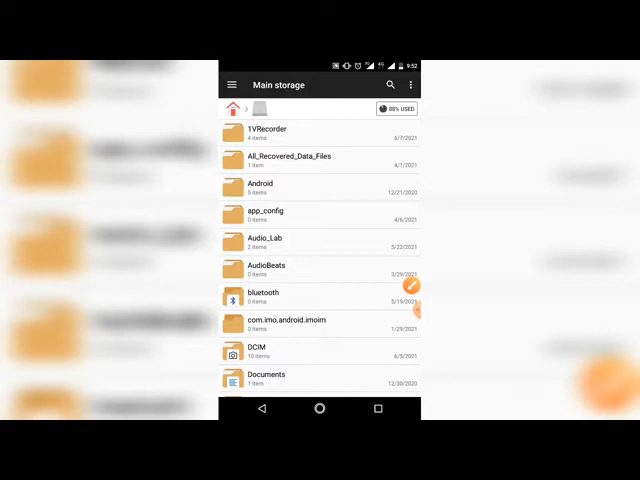 4G
9:52
Main storage
88% USED
1VRecorder
4 items
6/7/2021
All_Recovered_Data_Files
1 item
4/1/2021
Android
5 items
12/21/2020
app_config
0 items
4/6/2021
Audio_Lab
2 items
5/22/2021
AudioBeats
0 items
3/29/2021
bluetooth
0 items
5/19/2021
com.imo.android.imoim
0 items
1/29/2021
DCIM
10 items
6/5/2021
Documents
1 item
12/30/2020